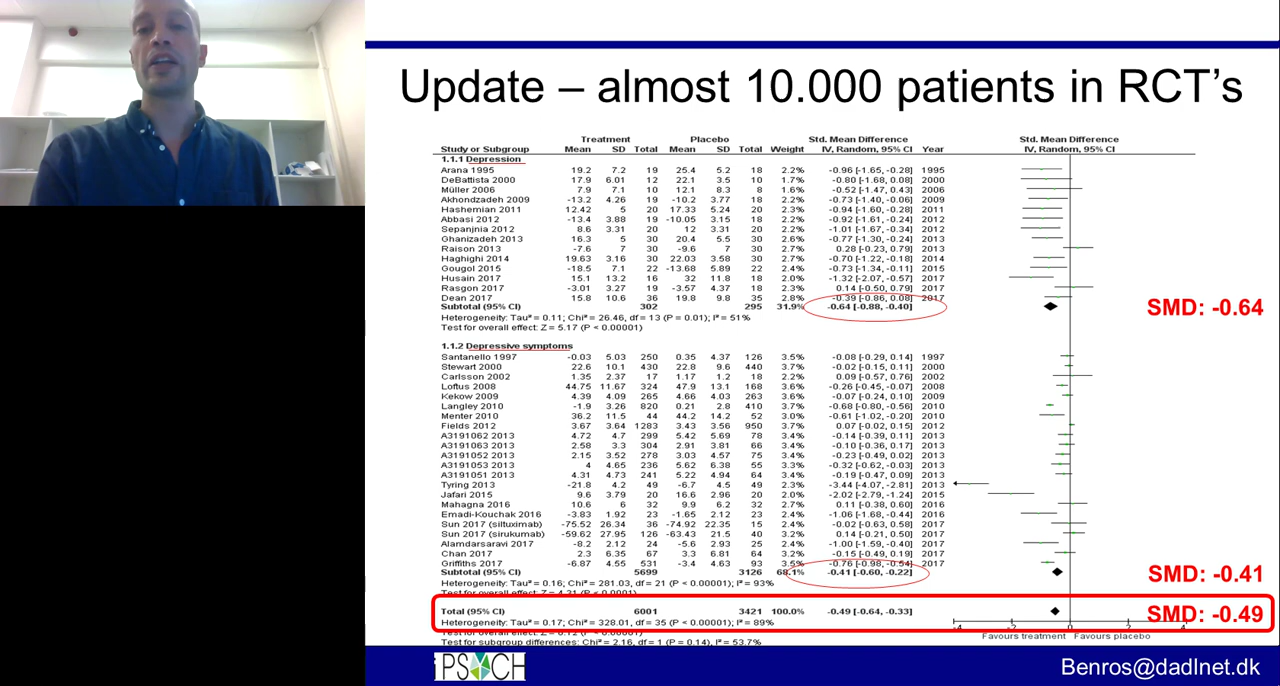 Update – almost 10.000 patients in RCT's
Treatment Placebo Std. Mean Difference Std. Mean Difference
Study or Subgroup Mean SD Total Mean SD Total Weight IV, Random, 95% CI Year IV, Random, 95% CI
1.1.1 Depression
Arana 1995 19.2 7.2 19 25.4 5.2 18 2.2% -0.96 [-1.65, -0.28] 1995
DeBattista 2000 17.9 6.01 12 22.1 3.5 10 1.7% -0.80 [-1.68, 0.08] 2000
Müller 2006 7.9 7.1 10 12.1 8.3 8 1.6% -0.52 [-1.47, 0.43] 2006
Akhondzadeh 2009 -13.2 4.26 19 -10.2 3.77 18 2.2% -0.73 [-1.40, -0.06] 2009
Hashemian 2011 12.42 5 20 17.33 5.24 20 2.2% -0.94 [-1.60, -0.28] 2011
Abbasi 2012 -13.4 3.88 19 -10.05 3.15 18 2.2% -0.92 [-1.61, -0.24] 2012
Sepanjnia 2012 8.6 3.31 20 12 3.31 20 2.2% -1.01 [-1.67, -0.34] 2012
Ghanizadeh 2013 16.3 5 30 20.4 5.5 30 2.6% -0.77 [-1.30, -0.24] 2013
Raison 2013 -7.6 7 30 -9.6 7 30 2.7% 0.28 [-0.23, 0.79] 2013
Haghighi 2014 19.63 3.16 30 22.03 3.58 30 2.6% -0.70 [-1.22, -0.18] 2014
Gougol 2015 -18.5 7.1 22 -13.68 5.89 22 2.4% -0.73 [-1.34, -0.11] 2015
Husain 2017 15.1 13.2 16 32 11.8 18 2.0% -1.32 [-2.07, -0.57] 2017
Rasgon 2017 -3.01 3.27 19 -3.57 4.37 18 2.3% 0.14 [-0.50, 0.79] 2017
Dean 2017 15.8 10.6 36 19.8 9.8 35 2.8% -0.39 [-0.86, 0.08] 2017
Subtotal (95% CI) 302 295 31.9% -0.64 [-0.88, -0.40]
SMD: -0.64
Heterogeneity: Tau² = 0.11; Chi² = 26.46, df = 13 (P = 0.01); I² = 51%
Test for overall effect: Z = 5.17 (P < 0.00001)
1.1.2 Depressive symptoms
Santanello 1997 -0.03 5.03 250 0.35 4.37 126 3.5% -0.08 [-0.29, 0.14] 1997
Stewart 2000 22.6 10.1 430 22.8 9.6 440 3.6% -0.02 [-0.15, 0.11] 2000
Carlsson 2002 1.35 2.37 17 1.17 1.2 18 2.2% 0.09 [-0.57, 0.76] 2002
Loftus 2008 44.75 11.67 324 47.9 13.1 168 3.5% -0.26 [-0.45, -0.07] 2008
Kekow 2009 4.39 4.09 265 4.66 4.03 263 3.6% -0.07 [-0.24, 0.10] 2009
Langley 2010 -1.9 3.26 820 0.21 2.8 410 3.7% -0.68 [-0.80, -0.56] 2010
Menter 2010 36.2 11.5 44 44.2 14.2 52 2.9% -0.61 [-1.02, -0.20] 2010
Fields 2012 3.67 3.64 1283 3.43 3.56 950 3.7% 0.07 [-0.02, 0.15] 2012
A3191062 2013 4.72 4.7 299 5.42 5.69 78 3.4% -0.14 [-0.39, 0.11] 2013
A3191063 2013 2.58 3.3 304 2.91 3.81 66 3.4% -0.10 [-0.36, 0.17] 2013
A3191052 2013 2.15 3.52 278 3.03 4.57 75 3.4% -0.23 [-0.49, 0.02] 2013
A3191053 2013 4 4.65 236 5.62 6.38 55 3.3% -0.32 [-0.62, -0.03] 2013
A3191051 2013 4.31 4.73 241 5.22 4.94 64 3.4% -0.19 [-0.47, 0.09] 2013
Tyring 2013 -21.8 4.2 49 -6.7 4.5 49 2.3% -3.44 [-4.07, -2.81] 2013
Jafari 2015 9.6 3.79 20 16.6 2.96 20 2.0% -2.02 [-2.79, -1.24] 2015
Mahagna 2016 10.6 6 32 9.9 6.2 32 2.7% 0.11 [-0.38, 0.60] 2016
Emadi-Kouchak 2016 -3.83 1.92 23 -1.65 2.12 23 2.3% -1.06 [-1.68, -0.44] 2016
Sun 2017 (siltuximab) -75.52 26.34 36 -74.92 22.35 15 2.4% -0.02 [-0.63, 0.58] 2017
Sun 2017 (sirukumab) -59.62 27.95 126 -63.43 21.5 40 3.1% 0.14 [-0.21, 0.50] 2017
Alamdarsaravi 2017 -8.2 2.12 24 -5.6 2.93 25 2.4% -1.00 [-1.59, -0.40] 2017
Chan 2017 2.3 6.35 67 3.3 6.81 64 3.2% -0.15 [-0.49, 0.19] 2017
Griffiths 2017 -6.87 4.55 531 -3.4 4.63 93 3.5% -0.76 [-0.98, -0.54] 2017
Subtotal (95% CI) 5699 3126 68.1% -0.41 [-0.60, -0.22]
SMD: -0.41
Heterogeneity: Tau² = 0.16; Chi² = 281.03, df = 21 (P < 0.00001); I² = 93%
Test for overall effect: Z = 4.31 (P < 0.0001)
Total (95% CI) 6001 3421 100.0% -0.49 [-0.64, -0.33]
SMD: -0.49
Heterogeneity: Tau² = 0.17; Chi² = 328.01, df = 35 (P < 0.00001); I² = 89%
-4 0 4
Test for overall effect: Z = 6.12 (P < 0.00001)
Favours treatment Favours placebo
Test for subgroup differences: Chi² = 2.16, df = 1 (P = 0.14), I² = 53.7%
iPSYCH
Benros@dadlnet.dk